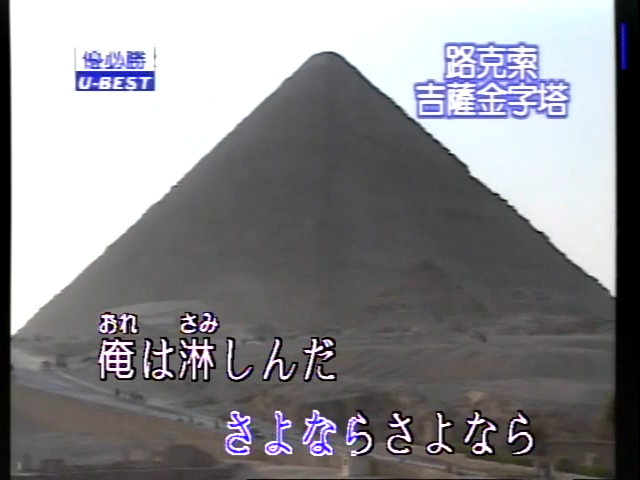 優必勝
U-BEST
路克索
吉薩金字塔
おれ さみ
俺は淋しんだ
さよならさよなら